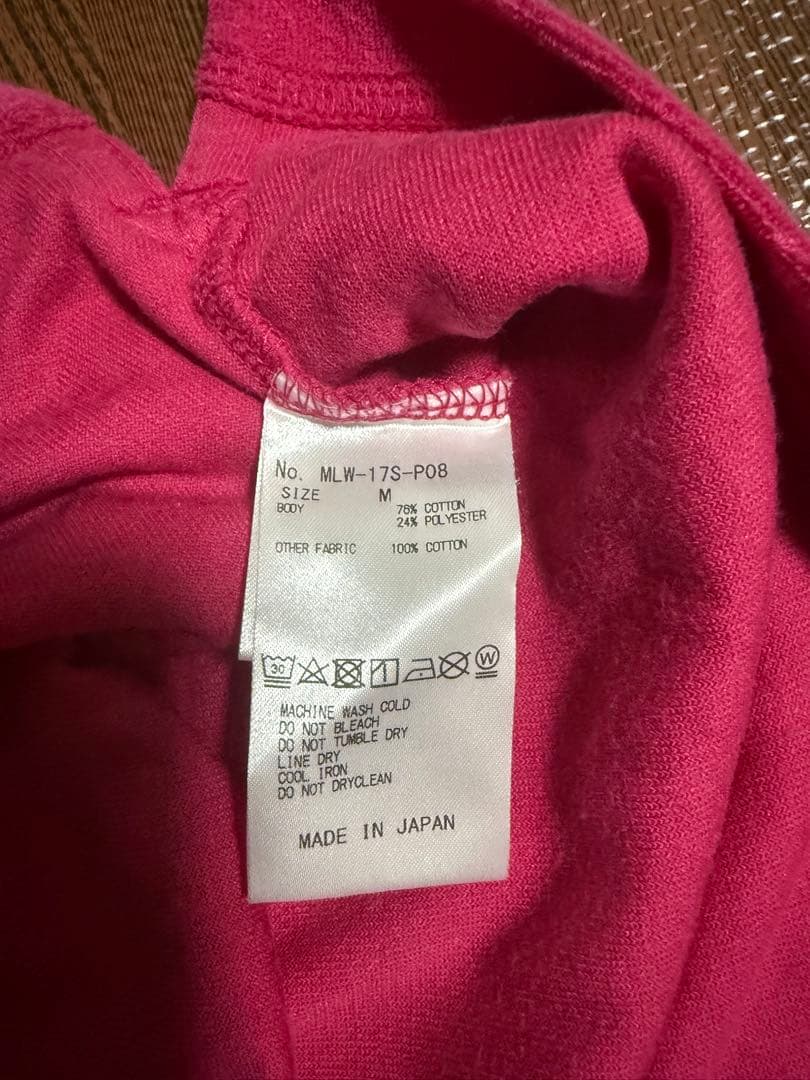 No. MLW-17S-P08
SIZE M
BODY 76% COTTON
24% POLYESTER
OTHER FABRIC 100% COTTON
30 W
MACHINE WASH COLD
DO NOT BLEACH
DO NOT TUMBLE DRY
LINE DRY
COOL IRON
DO NOT DRYCLEAN
MADE IN JAPAN